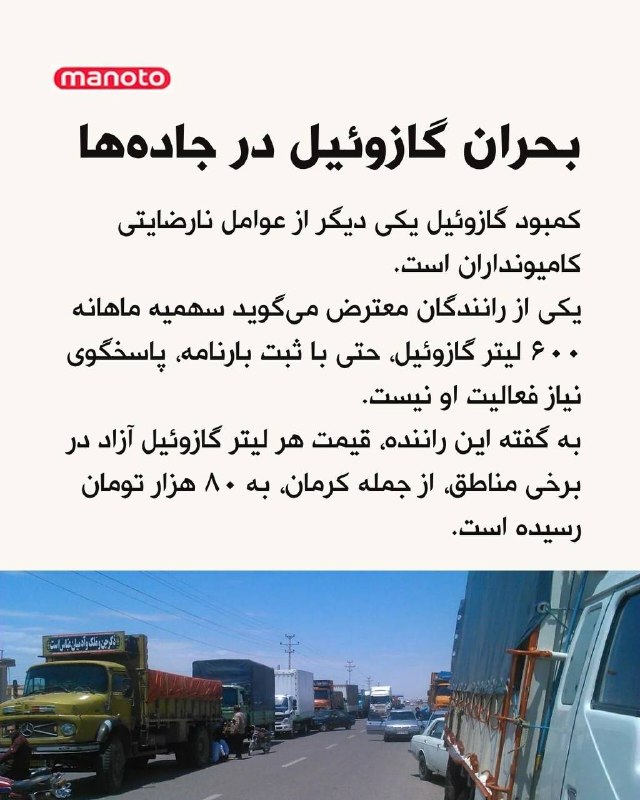 manoto
بحران گازوئیل در جاده‌ها
کمبود گازوئیل یکی دیگر از عوامل نارضایتی
کامیونداران است.
یکی از رانندگان معترض می‌گوید سهمیه ماهانه
۶۰۰ لیتر گازوئیل، حتی با ثبت بارنامه، پاسخگوی
نیاز فعالیت او نیست.
به گفته این راننده، قیمت هر لیتر گازوئیل آزاد در
برخی مناطق، از جمله کرمان، به ۸۰ هزار تومان
رسیده است.